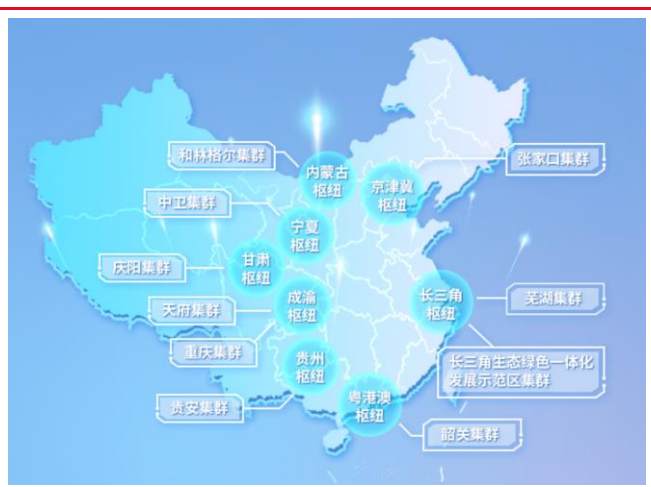 和林格尔集群
张家口集群
内蒙古
枢纽
京津冀
枢纽
中卫集群
宁夏
枢纽
庆阳集群
甘肃
枢纽
天府集群
成渝
枢纽
长三角
枢纽
芜湖集群
重庆集群
长三角生态绿色一体化
发展示范区集群
贵州
枢纽
贵安集群
粤港澳
枢纽
韶关集群